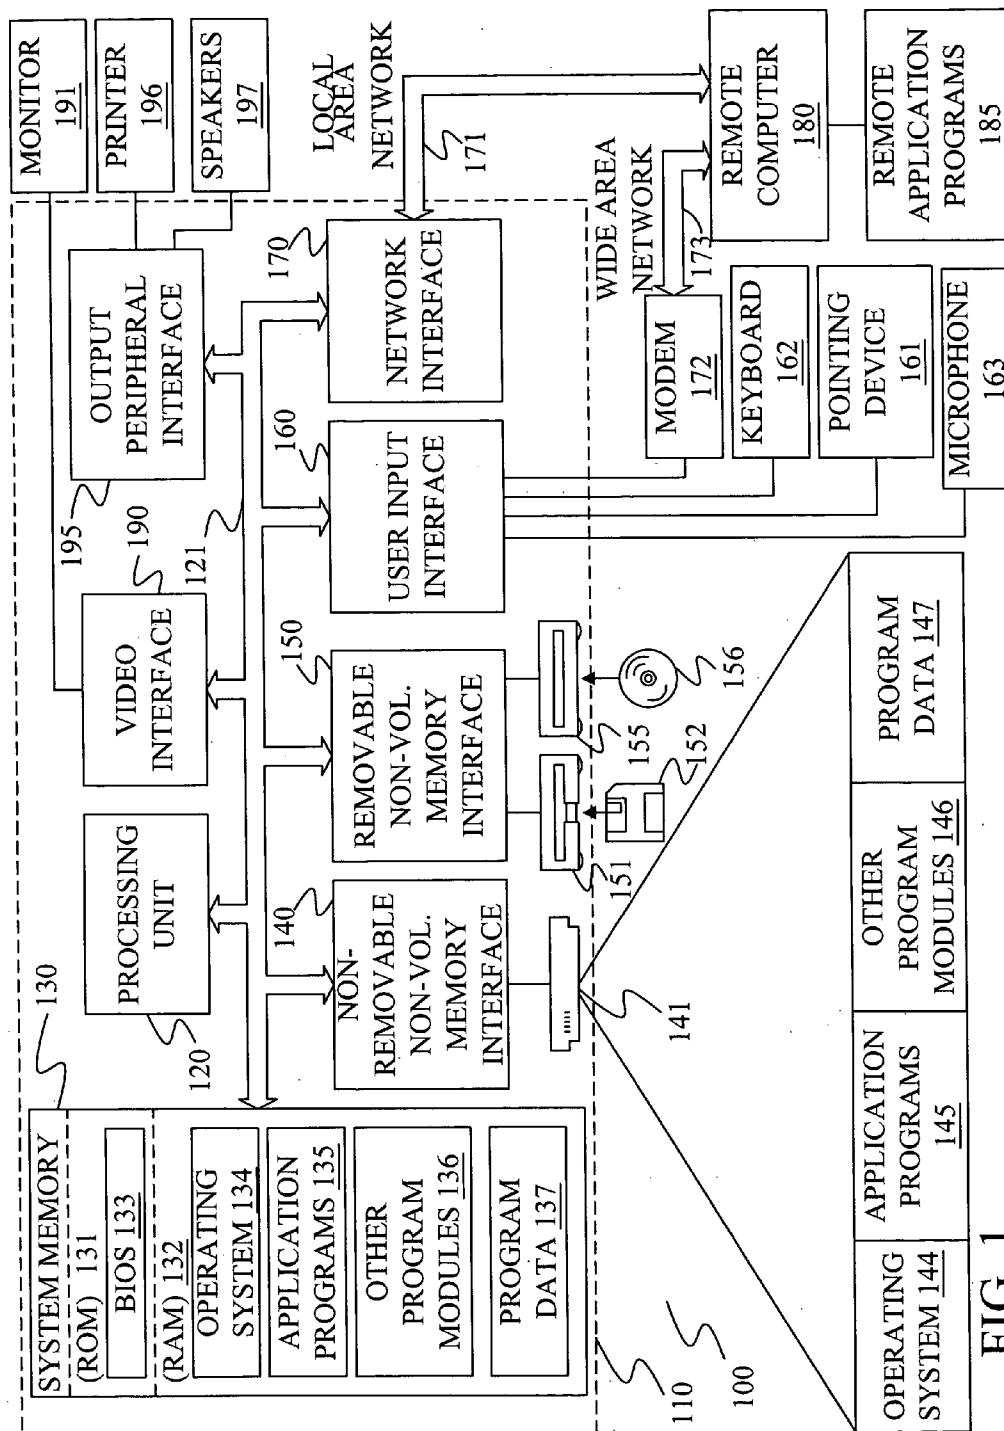 SYSTEM MEMORY
(ROM) 131
BIOS 133
(RAM) 132
OPERATING
SYSTEM 134
APPLICATION
PROGRAMS 135
OTHER
PROGRAM
MODULES 136
PROGRAM
DATA 137
130
PROCESSING
UNIT
120
VIDEO
INTERFACE
190
121
OUTPUT
PERIPHERAL
INTERFACE
195
MONITOR
191
PRINTER
196
SPEAKERS
197
NON-
REMOVABLE
NON-VOL.
MEMORY
INTERFACE
140
REMOVABLE
NON-VOL.
MEMORY
INTERFACE
150
USER INPUT
INTERFACE
160
NETWORK
INTERFACE
170
LOCAL
AREA
NETWORK
171
141
151
152
155
156
WIDE AREA
NETWORK
173
MODEM
172
KEYBOARD
162
POINTING
DEVICE
161
MICROPHONE
163
REMOTE
COMPUTER
180
REMOTE
APPLICATION
PROGRAMS
185
110
100
OPERATING
SYSTEM 144
APPLICATION
PROGRAMS
145
OTHER
PROGRAM
MODULES 146
PROGRAM
DATA 147
FIG. 1